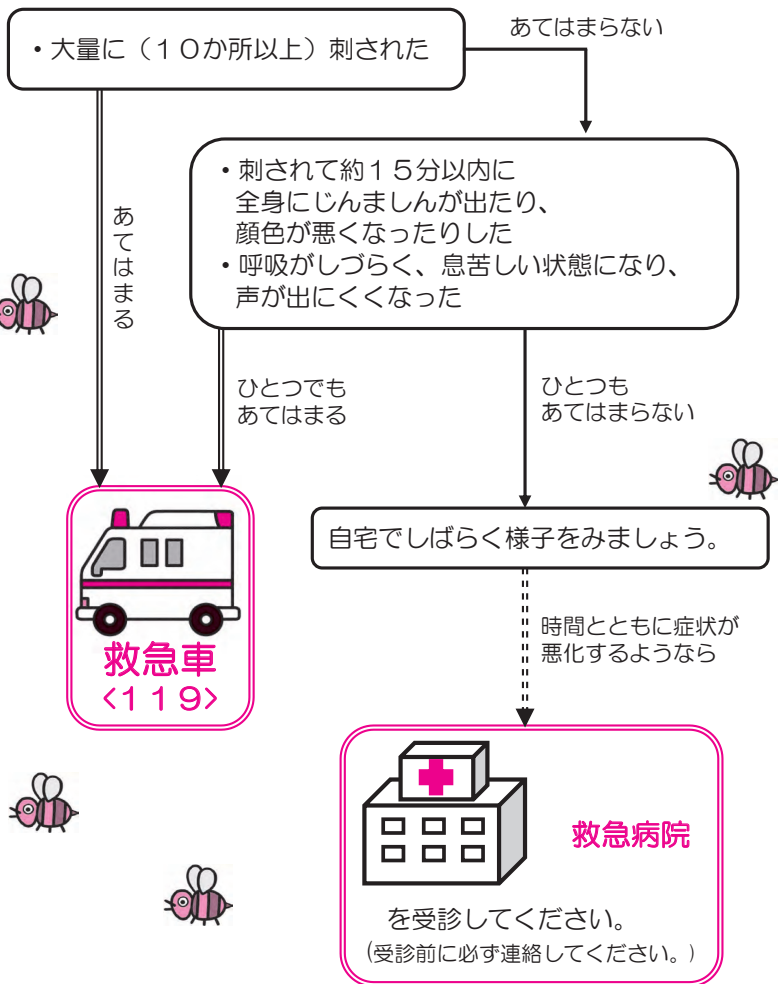 ・大量に（１０か所以上）刺された
あてはまらない
・刺されて約１５分以内に
全身にじんましんが出たり、
顔色が悪くなったりした
・呼吸がしづらく、息苦しい状態になり、
声が出にくくなった
あてはまる
ひとつでも
あてはまる
ひとつも
あてはまらない
自宅でしばらく様子をみましょう。
救急車
<１１９>
時間とともに症状が
悪化するようなら
救急病院
を受診してください。
(受診前に必ず連絡してください。)